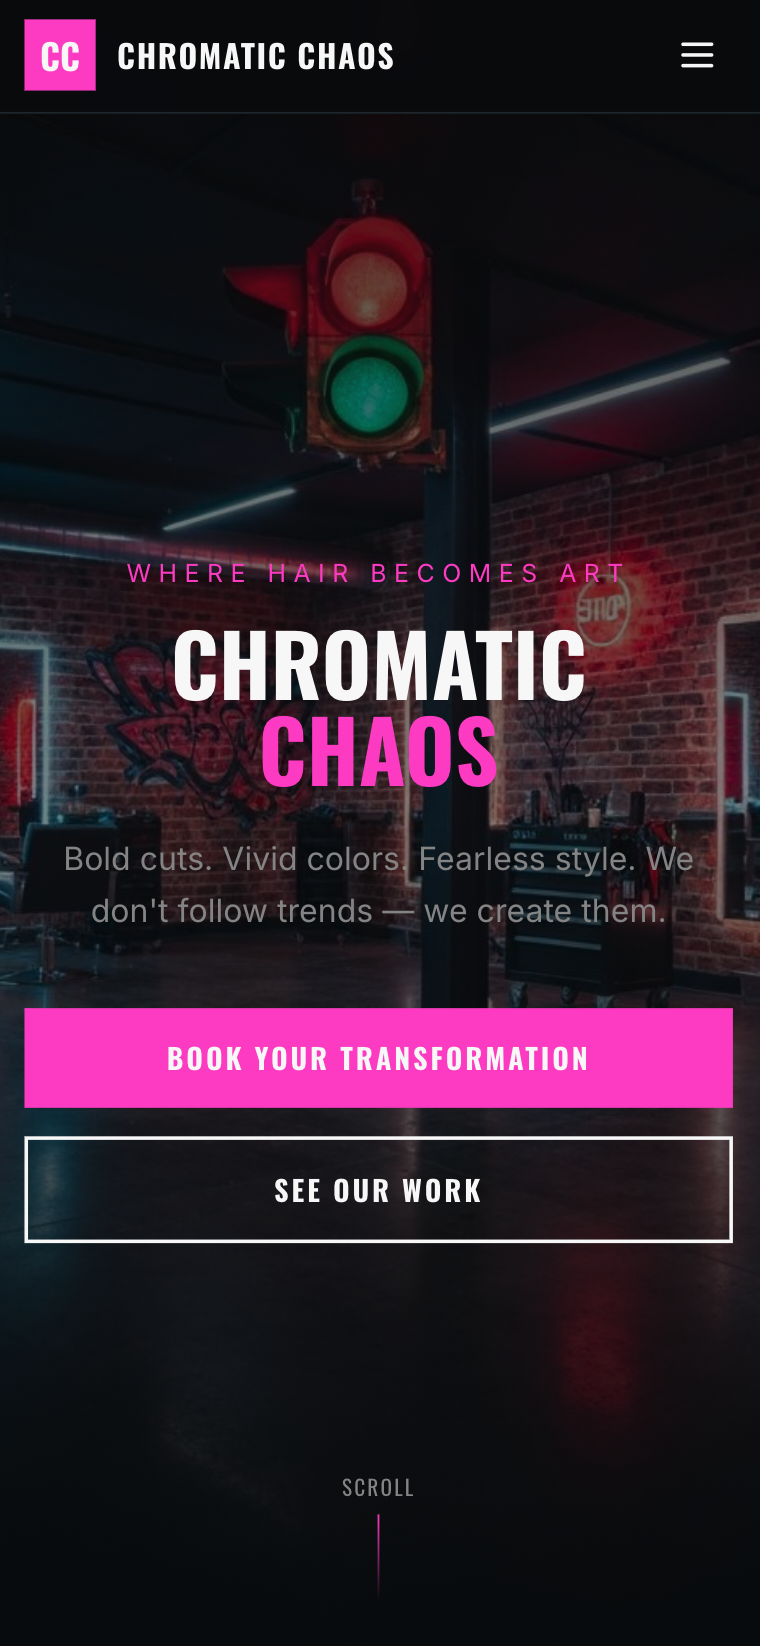 CC
CHROMATIC CHAOS
WHERE HAIR BECOMES ART
CHROMATIC
CHAOS
Bold cuts. Vivid colors. Fearless style. We
don't follow trends — we create them.
BOOK YOUR TRANSFORMATION
SEE OUR WORK
SCROLL